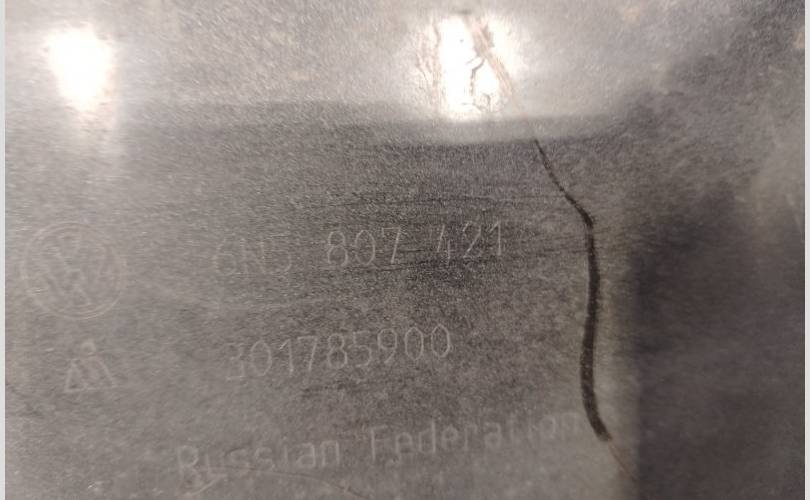 6N5 807 421
301785900
Russian Federation